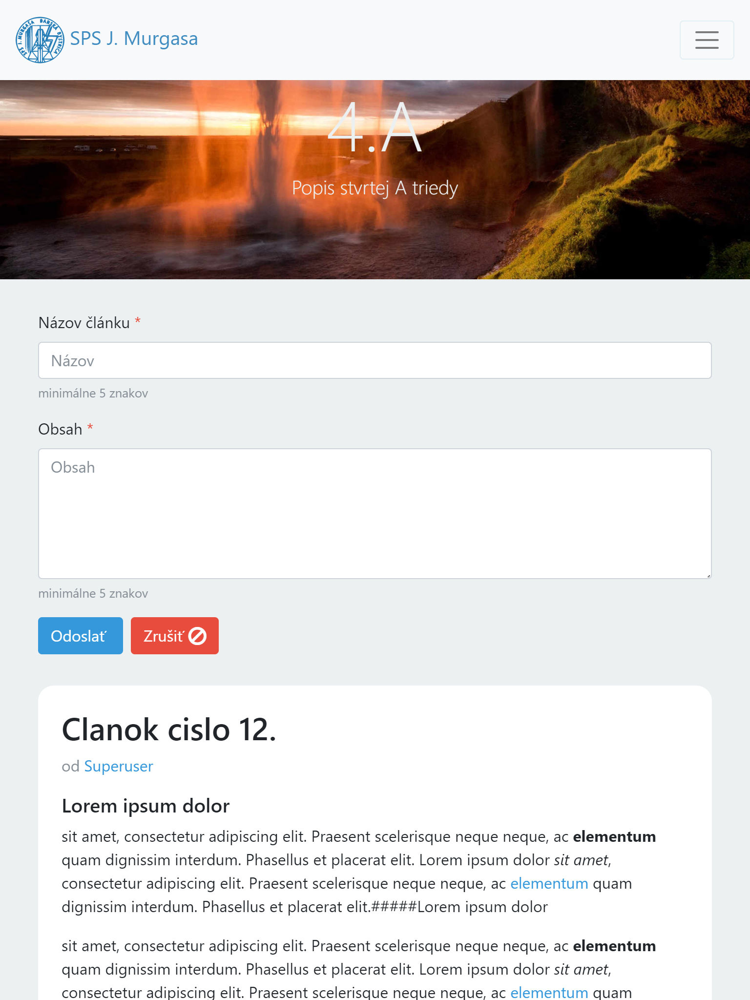 SPS J. MURGAŠA BANSKÁ BYSTRICA
SPS J. Murgasa
4.A
Popis stvrtej A triedy
Názov článku *
Názov
minimálne 5 znakov
Obsah *
Obsah
minimálne 5 znakov
Odoslať
Zrušiť
Clanok cislo 12.
od Superuser
Lorem ipsum dolor
sit amet, consectetur adipiscing elit. Praesent scelerisque neque neque, ac elementum
quam dignissim interdum. Phasellus et placerat elit. Lorem ipsum dolor sit amet,
consectetur adipiscing elit. Praesent scelerisque neque neque, ac elementum quam
dignissim interdum. Phasellus et placerat elit.#####Lorem ipsum dolor
sit amet, consectetur adipiscing elit. Praesent scelerisque neque neque, ac elementum
quam dignissim interdum. Phasellus et placerat elit. Lorem ipsum dolor sit amet,
consectetur adipiscing elit. Praesent scelerisque neque neque, ac elementum quam